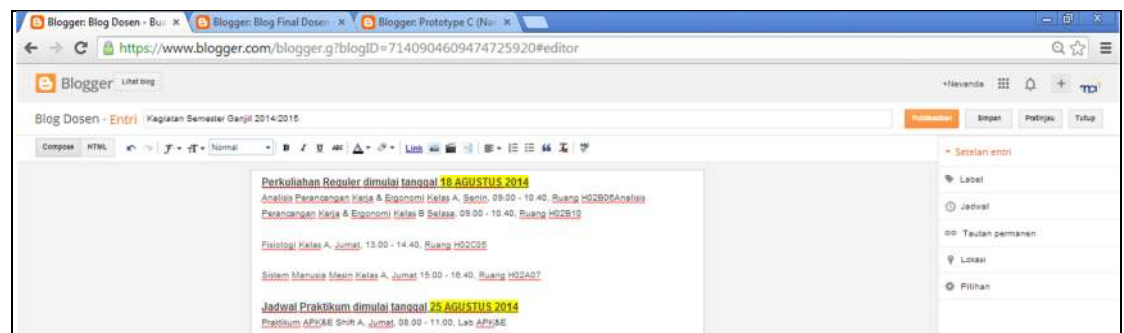 Blogger: Blog Dosen - Bu
Blogger: Blog Final Dosen
Blogger: Prototype C (Na
https://www.blogger.com/blogger.g?blogID=7140904609474725920#editor
Blogger Lihat blog
+Nevanda
Blog Dosen · Entri Kegiatan Semester Ganjil 2014/2015
Publikasikan Simpan Pratinjau Tutup
Compose HTML Normal Link
Setelan entri
Label
Jadwal
Tautan permanen
Lokasi
Pilihan
Perkuliahan Reguler dimulai tanggal 18 AGUSTUS 2014
Analisis Perancangan Kerja & Ergonomi Kelas A, Senin, 09.00 - 10.40, Ruang H02B06Analisis
Perancangan Kerja & Ergonomi Kelas B Selasa, 09.00 - 10.40, Ruang H02B10
Fisiologi Kelas A, Jumat, 13.00 - 14.40, Ruang H02C05
Sistem Manusia Mesin Kelas A, Jumat 15.00 - 16.40, Ruang H02A07
Jadwal Praktikum dimulai tanggal 25 AGUSTUS 2014
Praktikum APK&E Shift A, Jumat, 08.00 - 11.00, Lab APK&E